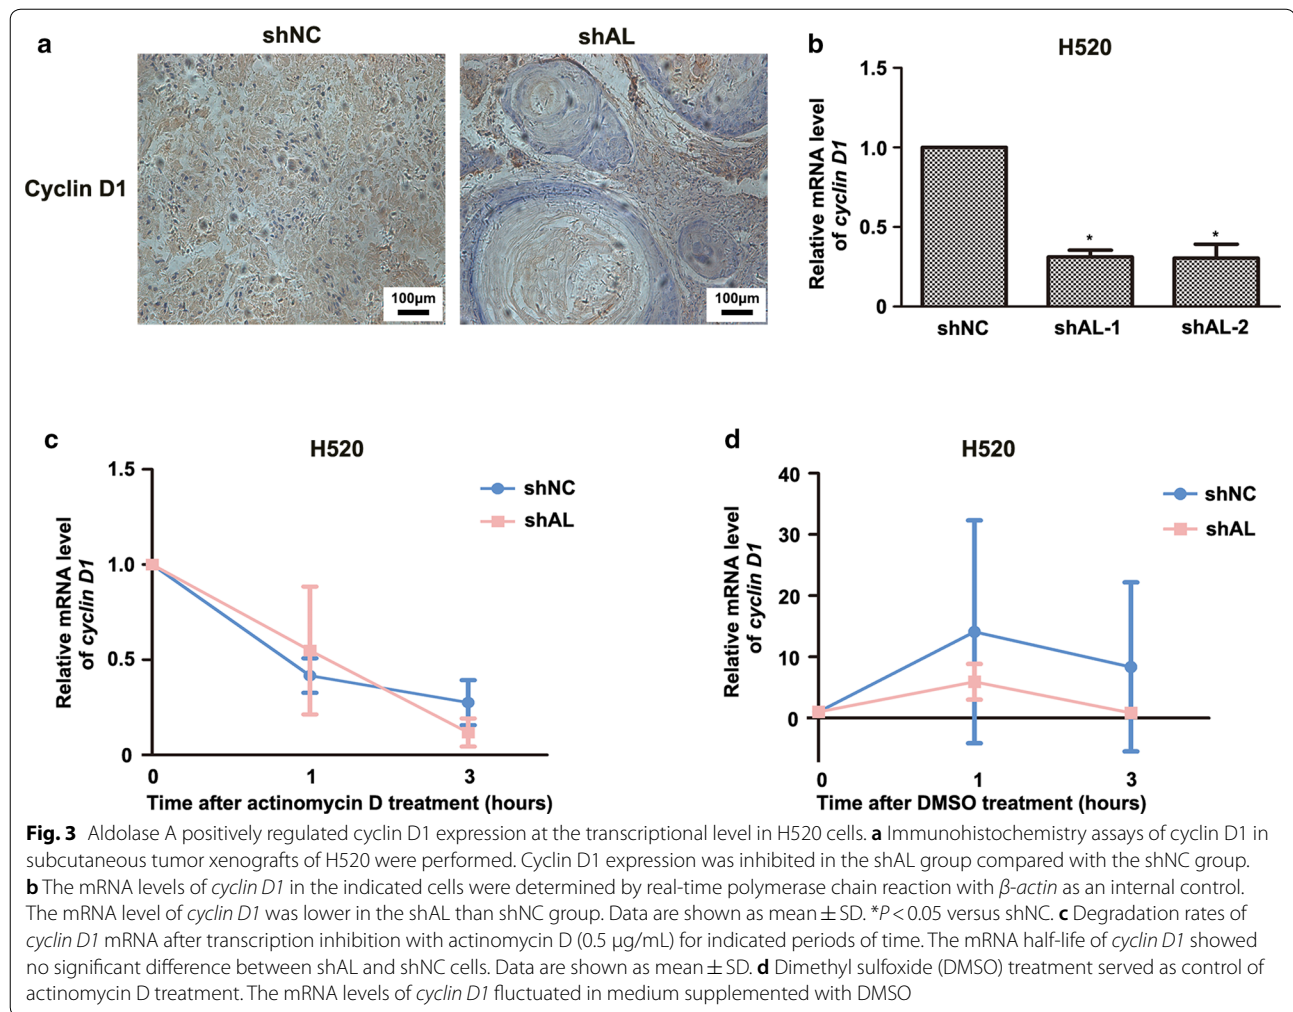 a
shNC
shAL
Cyclin D1
100µm
100µm
b
H520
Relative mRNA level
of cyclin D1
1.5
1.0
0.5
0
*
*
shNC
shAL-1
shAL-2
c
H520
Relative mRNA level
of cyclin D1
1.5
1.0
0.5
0
shNC
shAL
0
1
3
Time after actinomycin D treatment (hours)
d
H520
Relative mRNA level
of cyclin D1
40
30
20
10
0
shNC
shAL
0
1
3
Time after DMSO treatment (hours)
Fig. 3 Aldolase A positively regulated cyclin D1 expression at the transcriptional level in H520 cells. a Immunohistochemistry assays of cyclin D1 in
subcutaneous tumor xenografts of H520 were performed. Cyclin D1 expression was inhibited in the shAL group compared with the shNC group.
b The mRNA levels of cyclin D1 in the indicated cells were determined by real-time polymerase chain reaction with β-actin as an internal control.
The mRNA level of cyclin D1 was lower in the shAL than shNC group. Data are shown as mean ± SD. *P < 0.05 versus shNC. c Degradation rates of
cyclin D1 mRNA after transcription inhibition with actinomycin D (0.5 µg/mL) for indicated periods of time. The mRNA half-life of cyclin D1 showed
no significant difference between shAL and shNC cells. Data are shown as mean ± SD. d Dimethyl sulfoxide (DMSO) treatment served as control of
actinomycin D treatment. The mRNA levels of cyclin D1 fluctuated in medium supplemented with DMSO